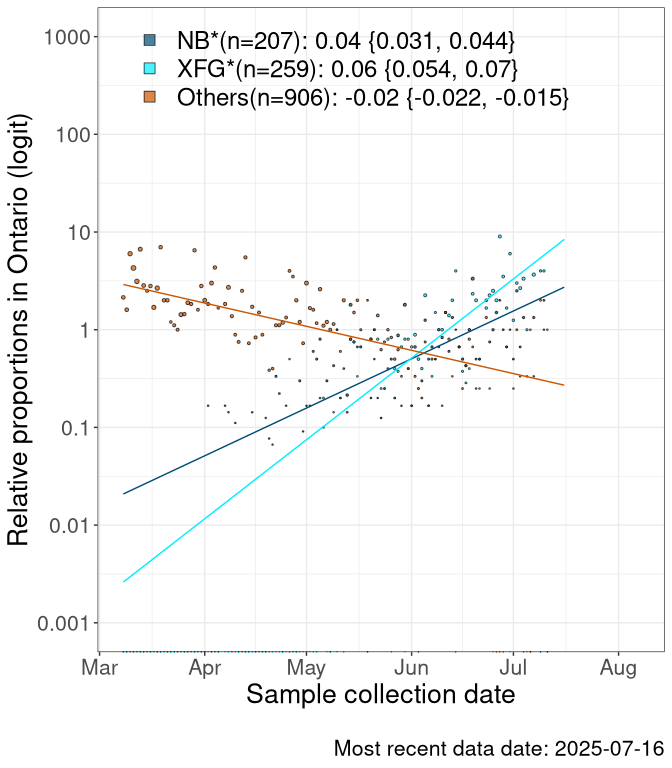 1000
100
10
1
0.1
0.01
0.001
NB*(n=207): 0.04 {0.031, 0.044}
XFG*(n=259): 0.06 {0.054, 0.07}
Others(n=906): -0.02 {-0.022, -0.015}
Relative proportions in Ontario (logit)
Mar Apr May Jun Jul Aug
Sample collection date
Most recent data date: 2025-07-16